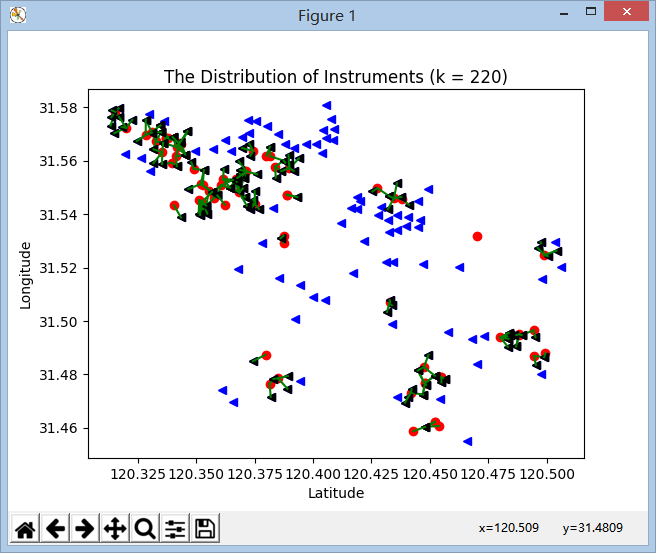 Figure 1
The Distribution of Instruments (k = 220)
31.58
31.56
31.54
31.52
31.50
31.48
31.46
Longitude
120.325 120.350 120.375 120.400 120.425 120.450 120.475 120.500
Latitude
x=120.509 y=31.4809